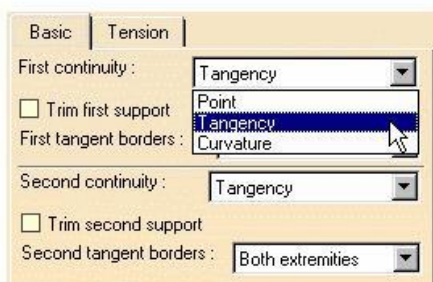 Basic Tension
First continuity : Tangency
Trim first support
Point
Tangency
First tangent borders :
Curvature
Second continuity : Tangency
Trim second support
Second tangent borders : Both extremities